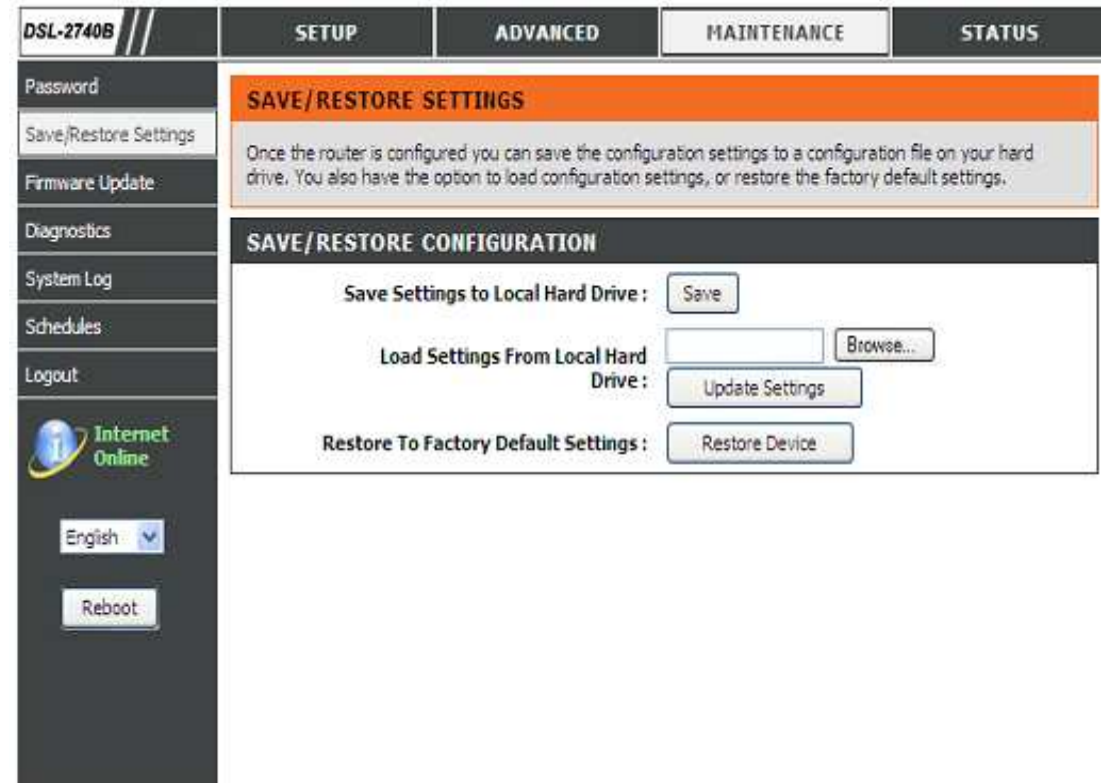 DSL-2740B
SETUP
ADVANCED
MAINTENANCE
STATUS
Password
Save/Restore Settings
Firmware Update
Diagnostics
System Log
Schedules
Logout
Internet
Online
English
Reboot
SAVE/RESTORE SETTINGS
Once the router is configured you can save the configuration settings to a configuration file on your hard
drive. You also have the option to load configuration settings, or restore the factory default settings.
SAVE/RESTORE CONFIGURATION
Save Settings to Local Hard Drive :
Save
Load Settings From Local Hard
Drive :
Browse...
Update Settings
Restore To Factory Default Settings :
Restore Device